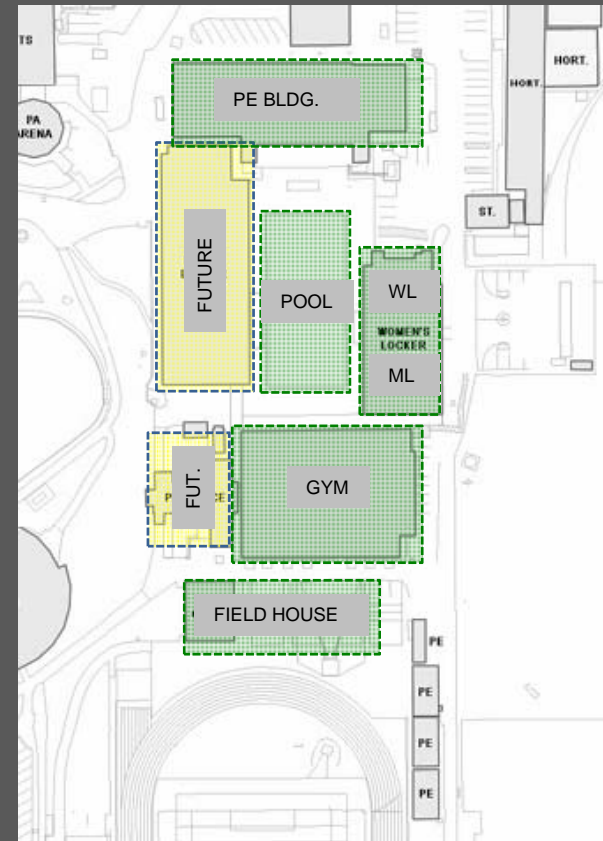 TS
HORT.
HORT.
PE BLDG.
PA
ARENA
ST.
FUTURE
POOL
WL
WOMEN'S
LOCKER
ML
FUT.
GYM
FIELD HOUSE
PE
PE
PE
PE